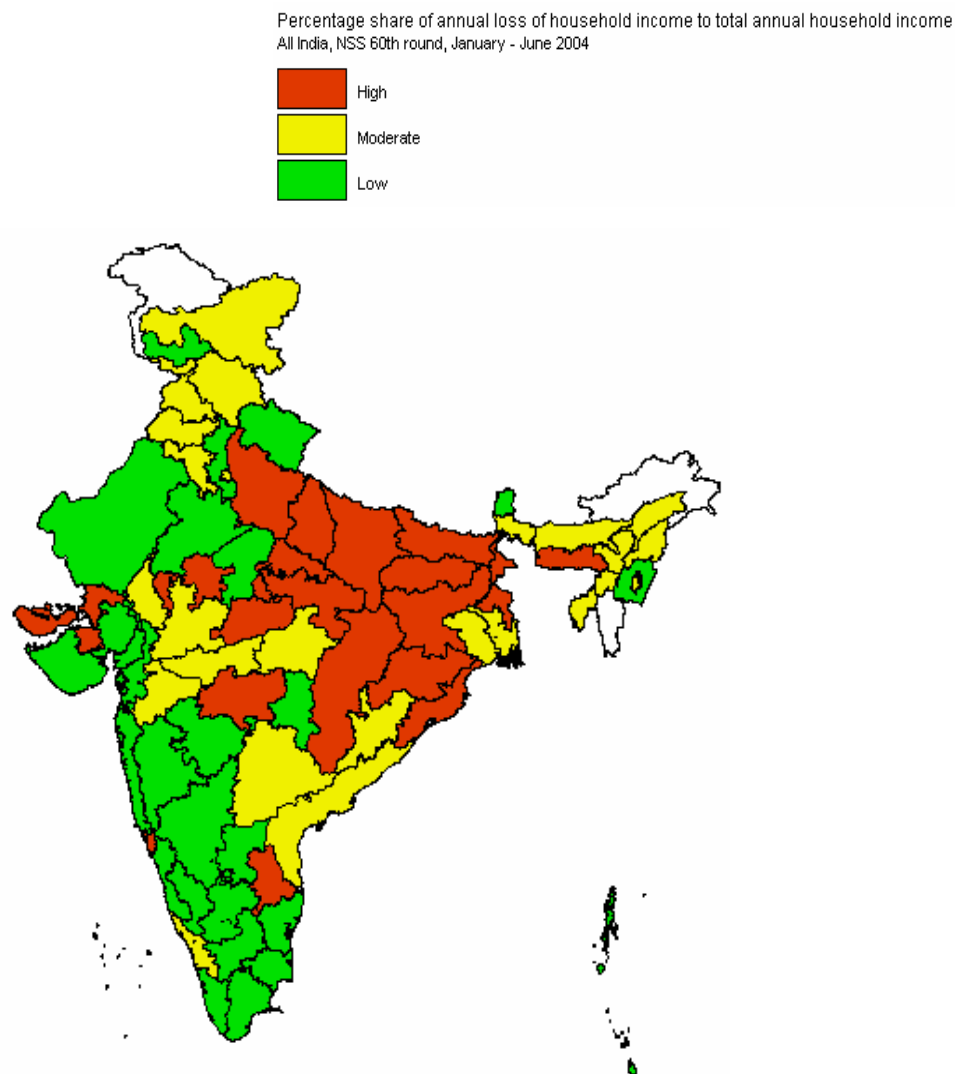 Percentage share of annual loss of household income to total annual household income
All India, NSS 60th round, January - June 2004
High
Moderate
Low